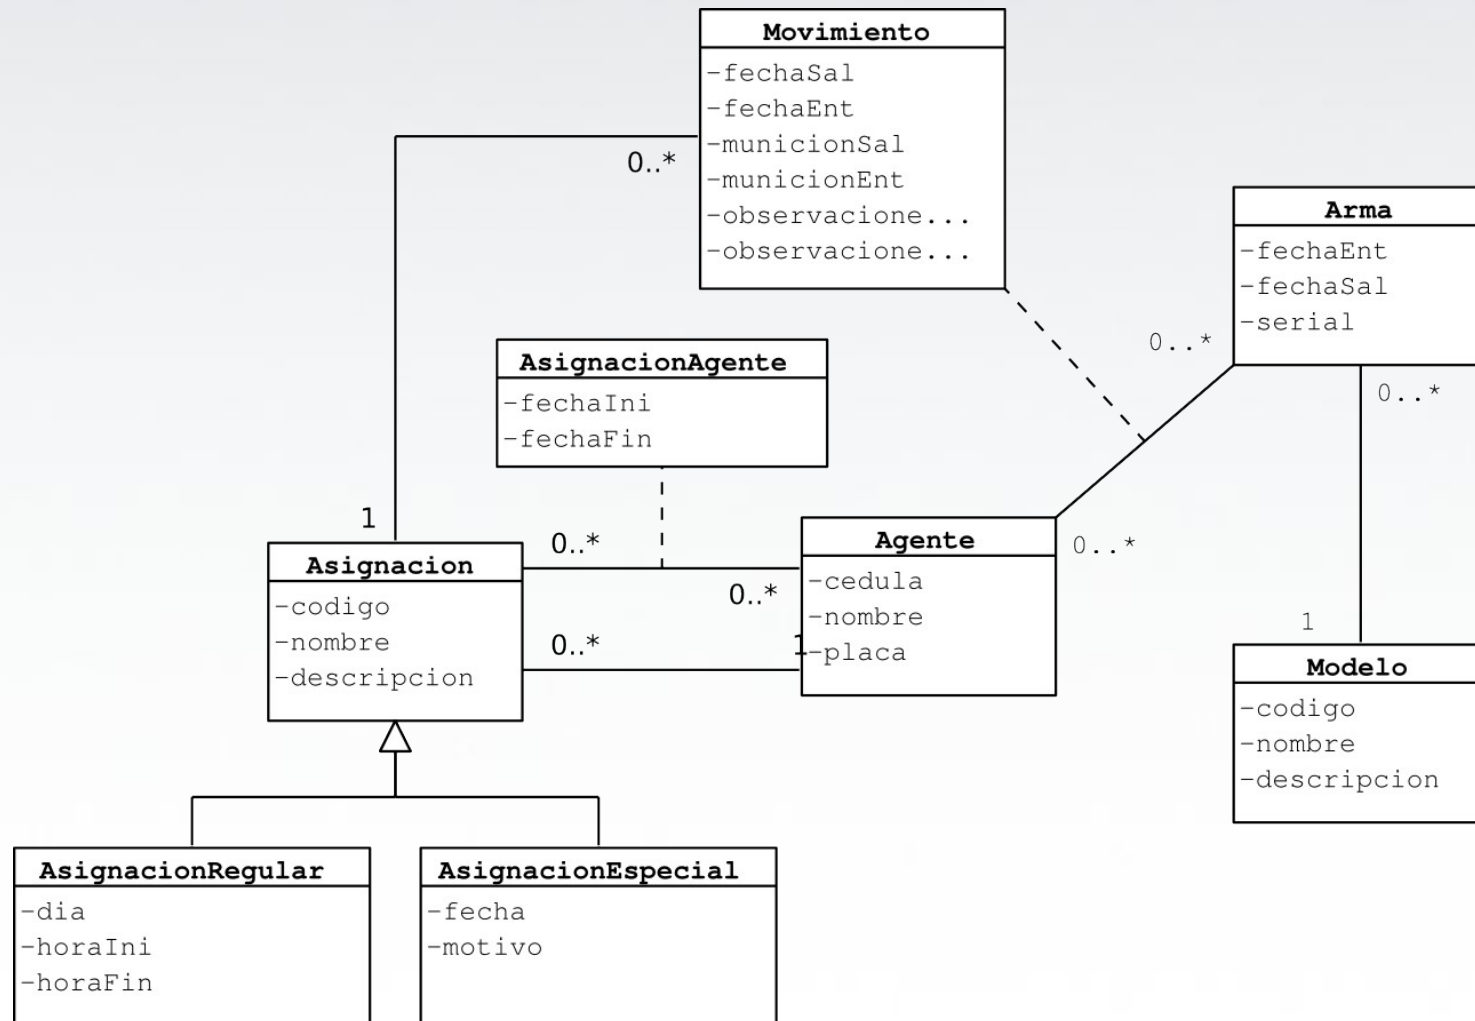 Movimiento
-fechaSal
-fechaEnt
-municionSal
-municionEnt
-observacione...
-observacione...
0..*
Arma
-fechaEnt
-fechaSal
-serial
0..*
0..*
AsignacionAgente
-fechaIni
-fechaFin
1
Asignacion
-codigo
-nombre
-descripcion
0..*
0..*
0..*
1
Agente
-cedula
-nombre
-placa
0..*
1
Modelo
-codigo
-nombre
-descripcion
AsignacionRegular
-dia
-horaIni
-horaFin
AsignacionEspecial
-fecha
-motivo